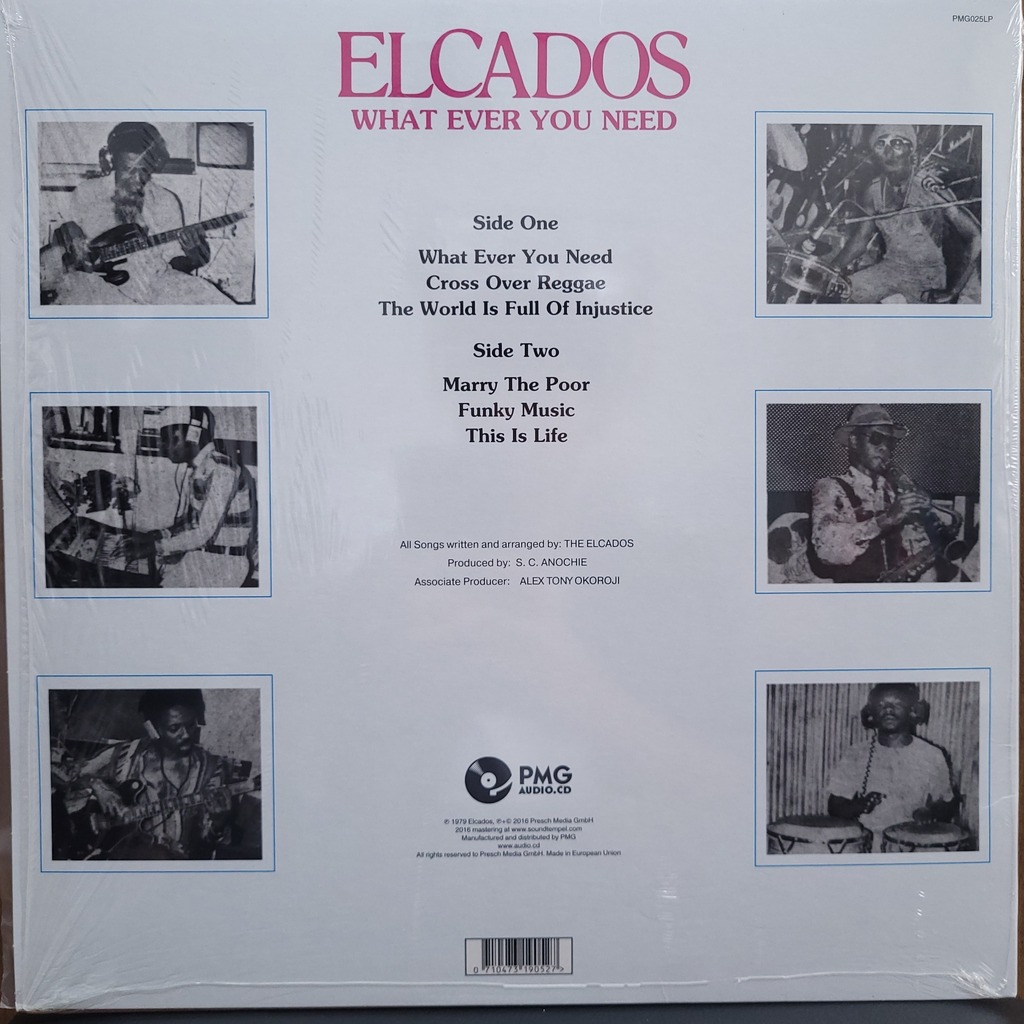 PMG025LP
ELCADOS
WHAT EVER YOU NEED
Side One
What Ever You Need
Cross Over Reggae
The World Is Full Of Injustice
Side Two
Marry The Poor
Funky Music
This Is Life
All Songs written and arranged by: THE ELCADOS
Produced by: S. C. ANOCHIE
Associate Producer: ALEX TONY OKOROJI
PMG
AUDIO.CD
℗ 1979 Elcados, ℗+© 2016 Presch Media GmbH
2016 mastering at www.soundtempel.com
Manufactured and distributed by PMG
www.audio.cd
All rights reserved to Presch Media GmbH. Made in European Union
0 710473 190527 >